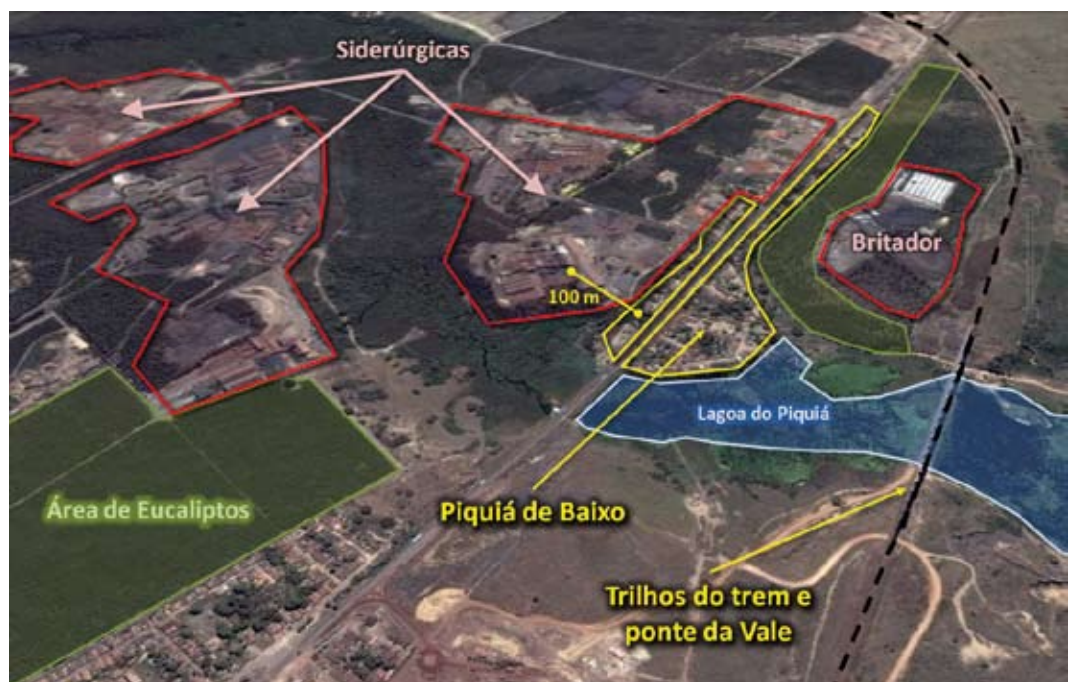 Siderúrgicas
Britador
100 m
Lagoa do Piquiá
Área de Eucaliptos
Piquiá de Baixo
Trilhos do trem e
ponte da Vale